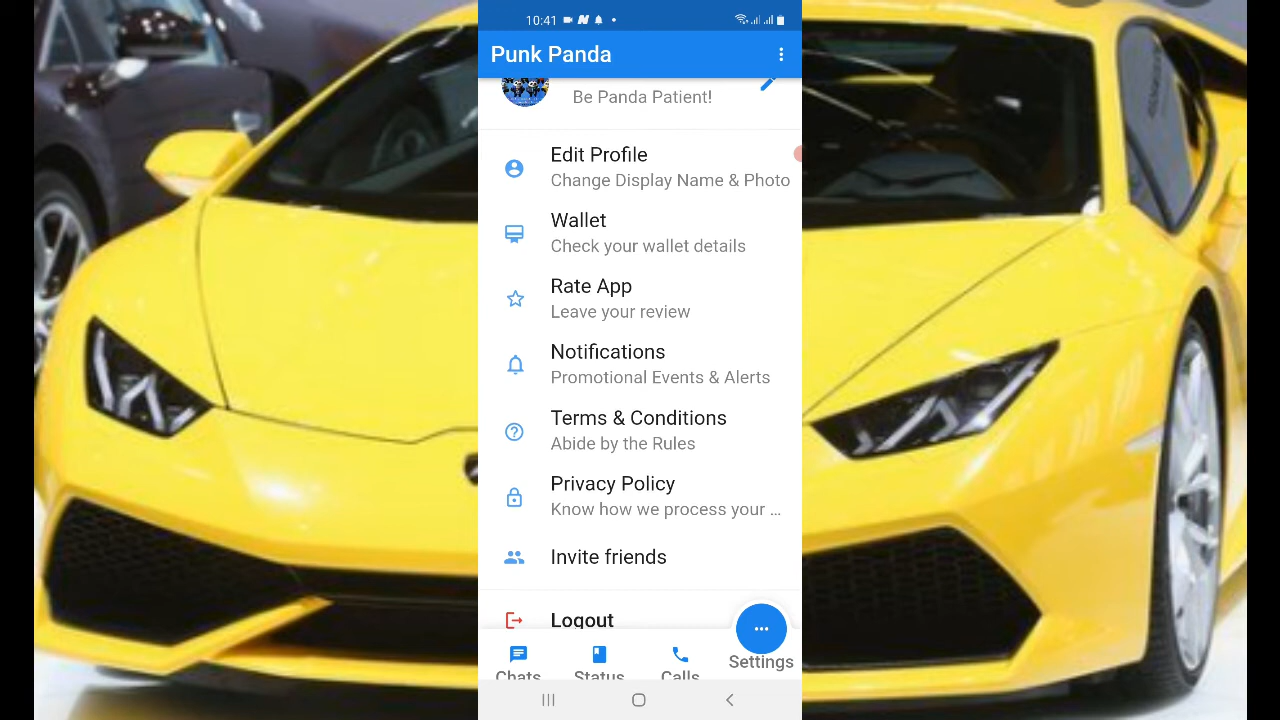 10:41
Punk Panda
Be Panda Patient!
Edit Profile
Change Display Name & Photo
Wallet
Check your wallet details
Rate App
Leave your review
Notifications
Promotional Events & Alerts
Terms & Conditions
Abide by the Rules
Privacy Policy
Know how we process your ...
Invite friends
Logout
Chats Status Calls Settings